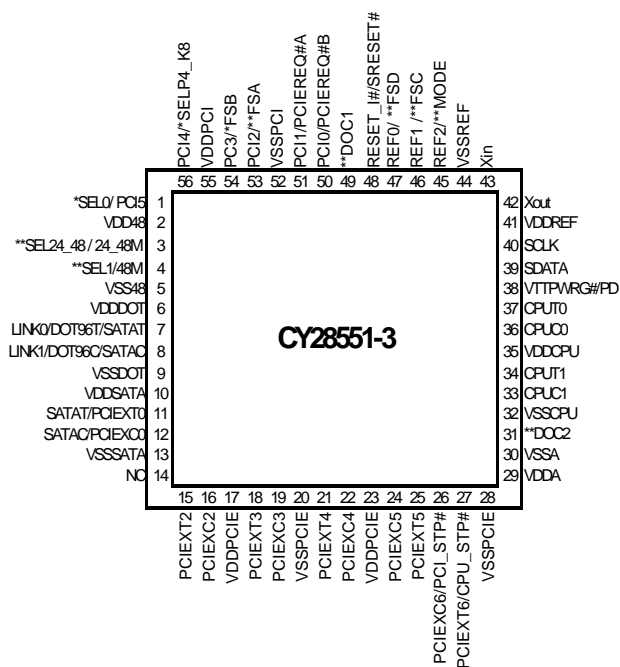 PCI4/*SELP4_K8
VDDPCI
PC3/*FSB
PCI2/**FSA
VSSPCI
PCI1/PCIEREQ#A
PCI0/PCIEREQ#B
**DOC1
RESET_I#/SRESET#
REF0/ **FSD
REF1 /**FSC
REF2/**MODE
VSSREF
Xin
56 55 54 53 52 51 50 49 48 47 46 45 44 43
*SEL0/ PCI5 1
VDD48 2
**SEL24_48 / 24_48M 3
**SEL1/48M 4
VSS48 5
VDDDOT 6
LINK0/DOT96T/SATAT 7
LINK1/DOT96C/SATAC 8
VSSDOT 9
VDDSATA 10
SATAT/PCIEXT0 11
SATAC/PCIEXC0 12
VSSSATA 13
NC 14
CY28551-3
42 Xout
41 VDDREF
40 SCLK
39 SDATA
38 VTTPWRG#/PD
37 CPUT0
36 CPUC0
35 VDDCPU
34 CPUT1
33 CPUC1
32 VSSCPU
31 **DOC2
30 VSSA
29 VDDA
15 16 17 18 19 20 21 22 23 24 25 26 27 28
PCIEXT2
PCIEXC2
VDDPCIE
PCIEXT3
PCIEXC3
VSSPCIE
PCIEXT4
PCIEXC4
VDDPCIE
PCIEXC5
PCIEXT5
PCIEXC6/PCI_STP#
PCIEXT6/CPU_STP#
VSSPCIE